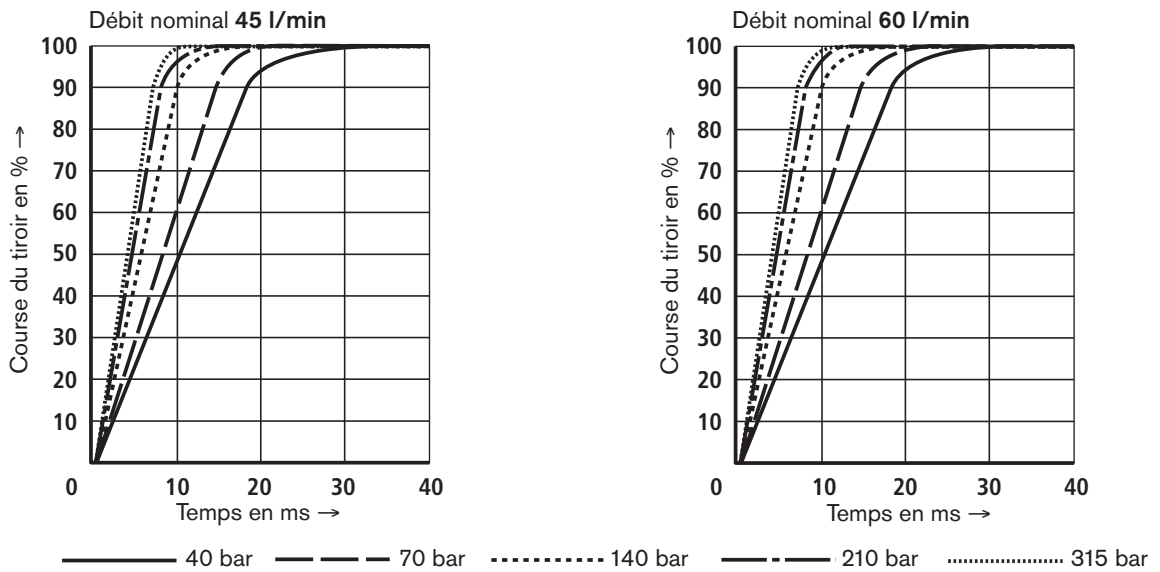 Débit nominal 45 l/min
100
90
80
70
60
50
40
30
20
10
0 10 20 30 40
Course du tiroir en % →
Temps en ms →
Débit nominal 60 l/min
100
90
80
70
60
50
40
30
20
10
0 10 20 30 40
Course du tiroir en % →
Temps en ms →
40 bar 70 bar 140 bar 210 bar 315 bar